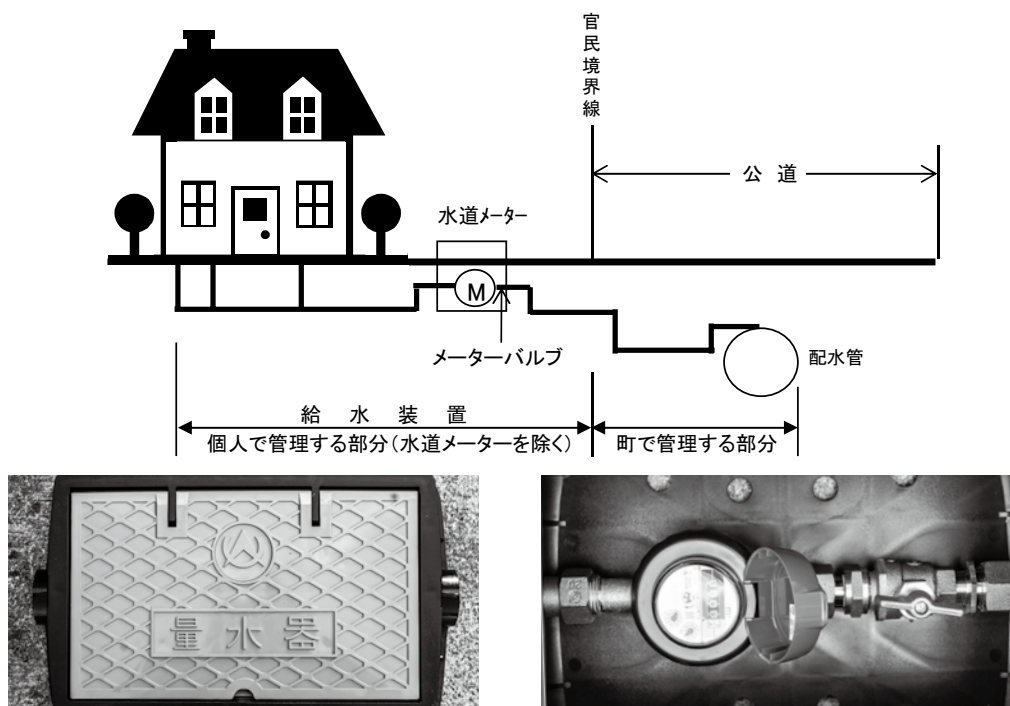 官民境界線
公道
水道メーター
M
メーターバルブ
配水管
給水装置
個人で管理する部分（水道メーターを除く）
町で管理する部分
量水器